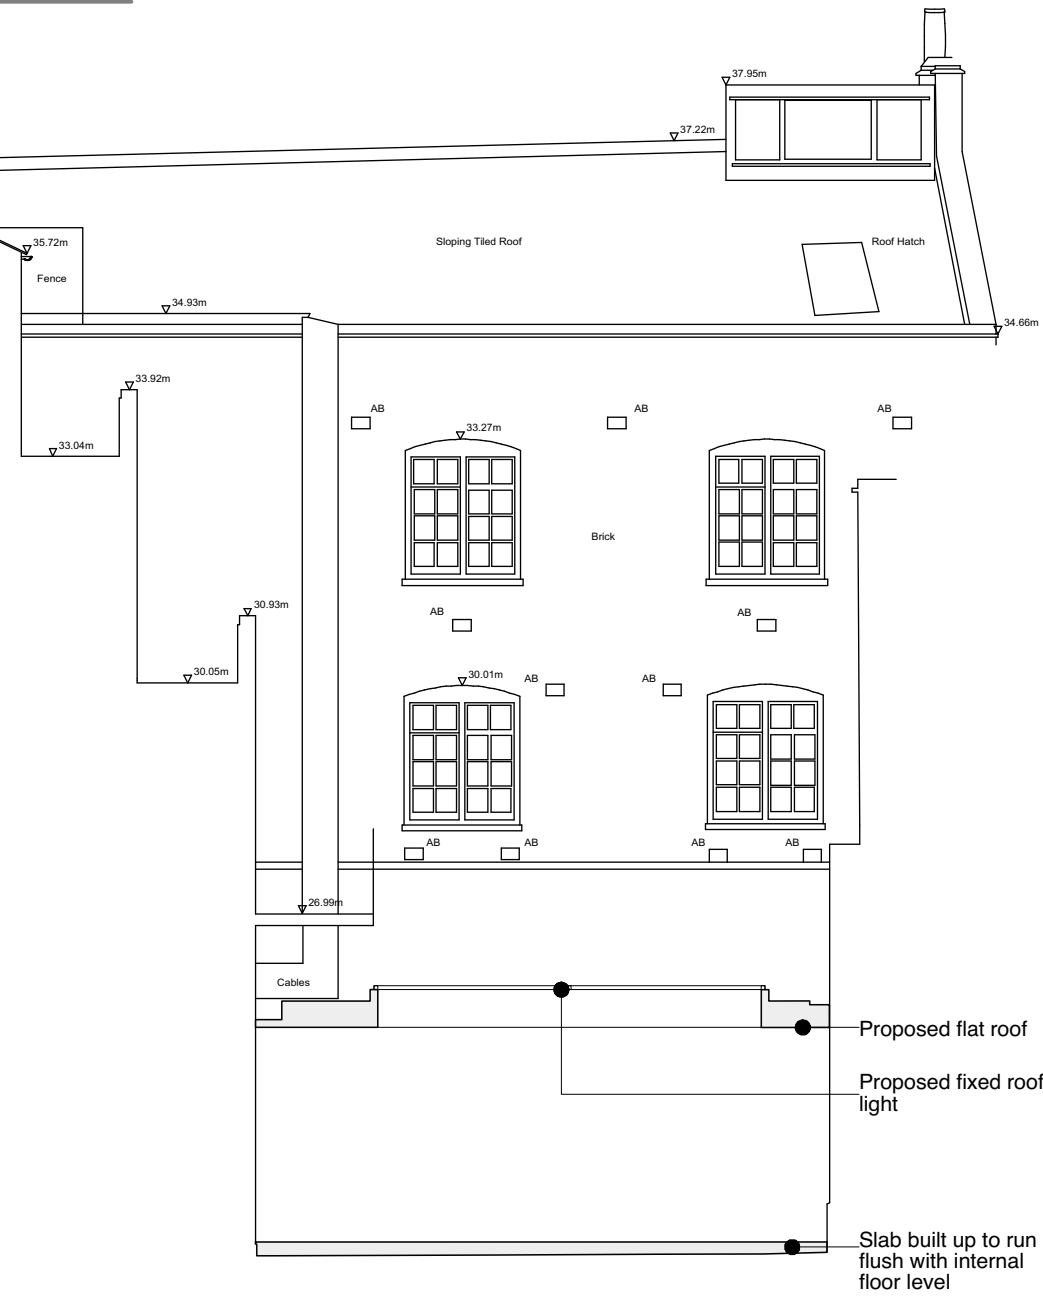 37.95m
37.22m
35.72m
Sloping Tiled Roof
Roof Hatch
Fence
34.93m
34.66m
33.92m
AB
AB
AB
33.27m
33.04m
Brick
30.93m
AB
AB
30.05m
30.01m
AB
AB
AB
AB
AB
AB
26.99m
Cables
Proposed flat roof
Proposed fixed roof
light
Slab built up to run
flush with internal
floor level